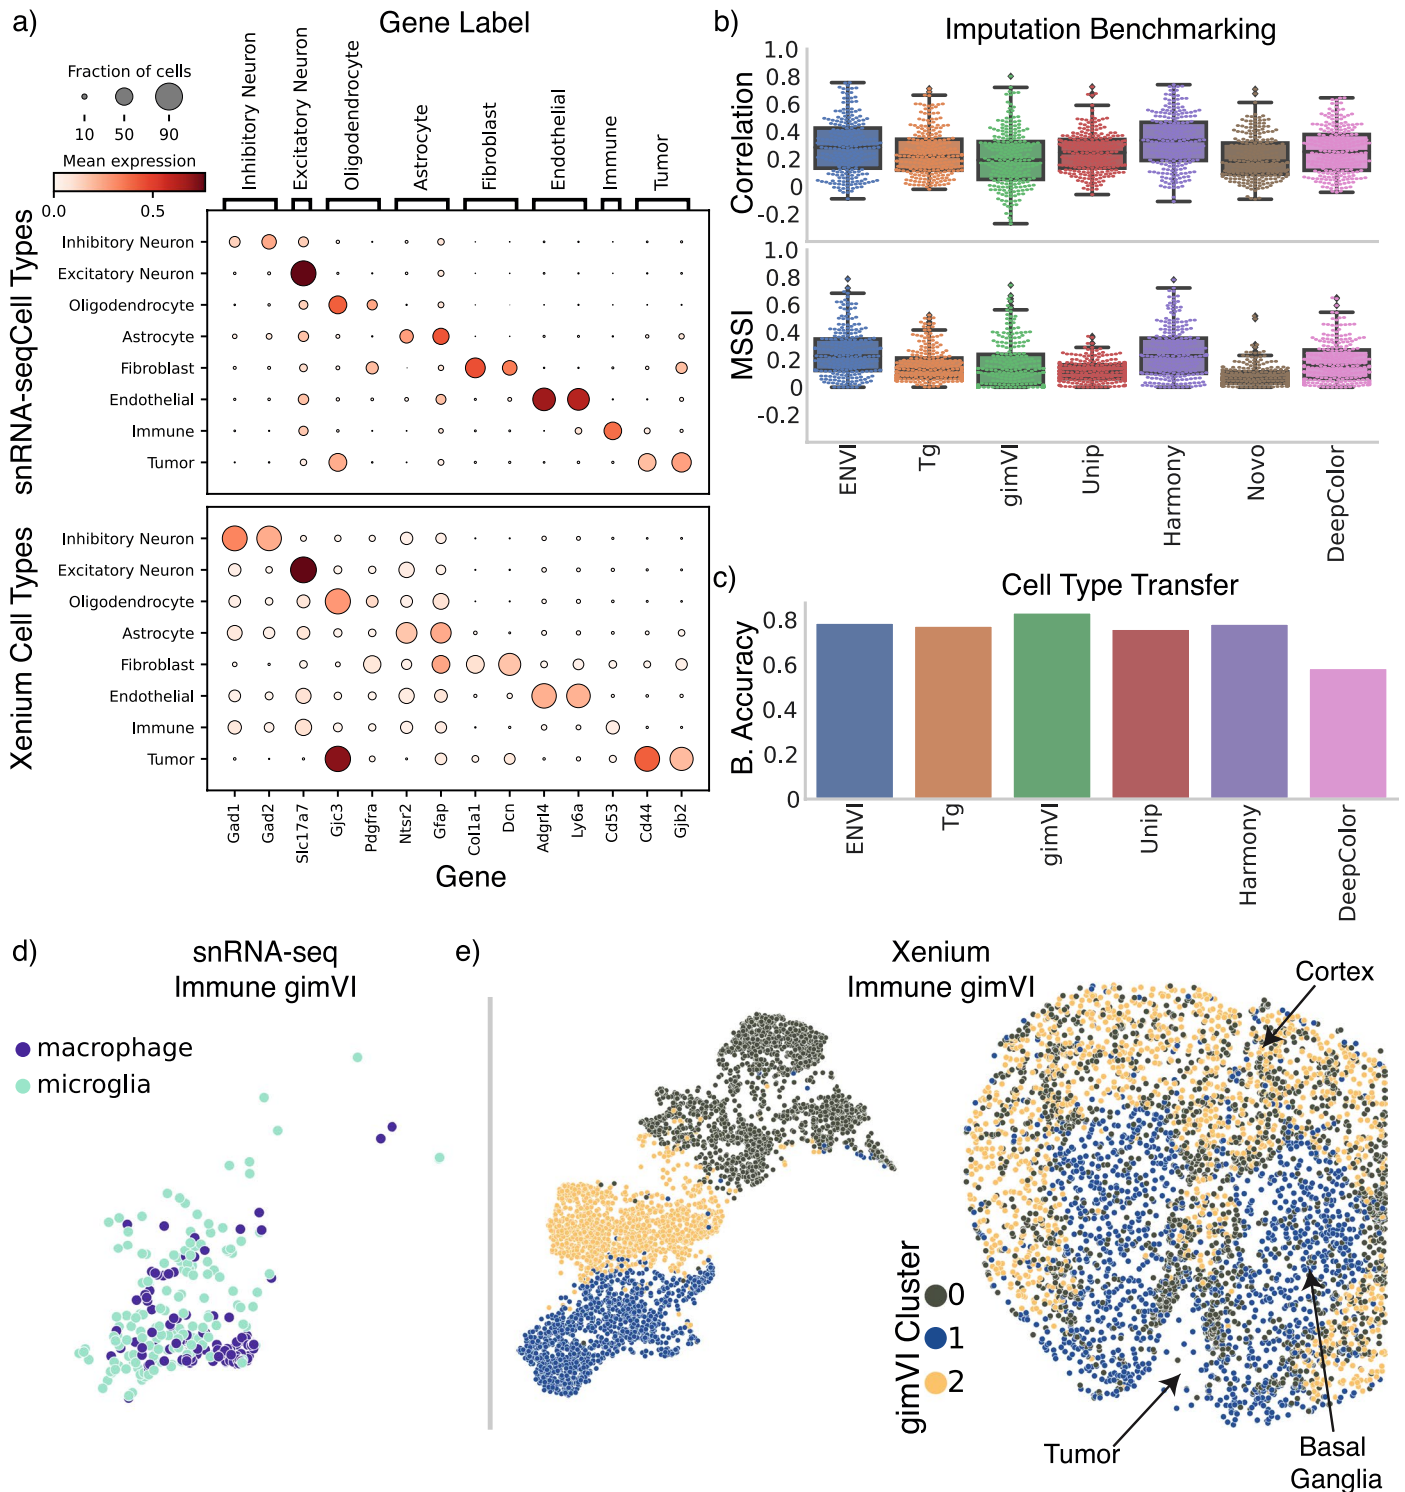 a)
Gene Label
Fraction of cells
10
50
90
Mean expression
0.0
0.5
Inhibitory Neuron
Excitatory Neuron
Oligodendrocyte
Astrocyte
Fibroblast
Endothelial
Immune
Tumor
snRNA-seqCell Types
Inhibitory Neuron
Excitatory Neuron
Oligodendrocyte
Astrocyte
Fibroblast
Endothelial
Immune
Tumor
Xenium Cell Types
Inhibitory Neuron
Excitatory Neuron
Oligodendrocyte
Astrocyte
Fibroblast
Endothelial
Immune
Tumor
Gad1
Gad2
Slc17a7
Gjc3
Pdgfra
Ntsr2
Gfap
Col1a1
Dcn
Adgrl4
Ly6a
Cd53
Cd44
Gjb2
Gene
b)
Imputation Benchmarking
Correlation
1.0
0.8
0.6
0.4
0.2
0
-0.2
MSSI
1.0
0.8
0.6
0.4
0.2
0
-0.2
ENVI
Tg
gimVI
Unip
Harmony
Novo
DeepColor
c)
Cell Type Transfer
B. Accuracy
0.8
0.6
0.4
0.2
0
ENVI
Tg
gimVI
Unip
Harmony
DeepColor
d)
snRNA-seq
Immune gimVI
macrophage
microglia
e)
Xenium
Immune gimVI
gimVI Cluster
0
1
2
Cortex
Tumor
Basal
Ganglia